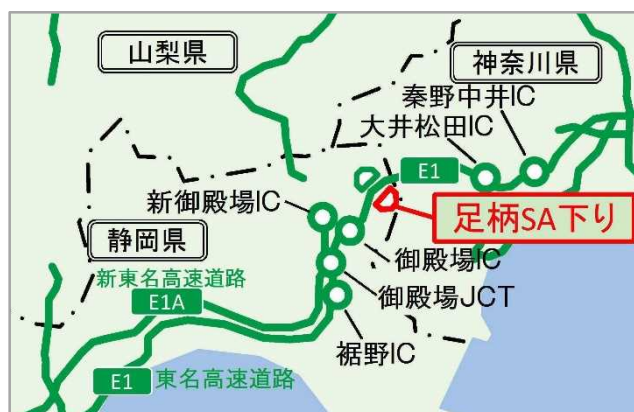 山梨県
神奈川県
秦野中井IC
大井松田IC
E1
新御殿場IC
足柄SA下り
静岡県
御殿場IC
新東名高速道路
E1A
御殿場JCT
裾野IC
E1
東名高速道路